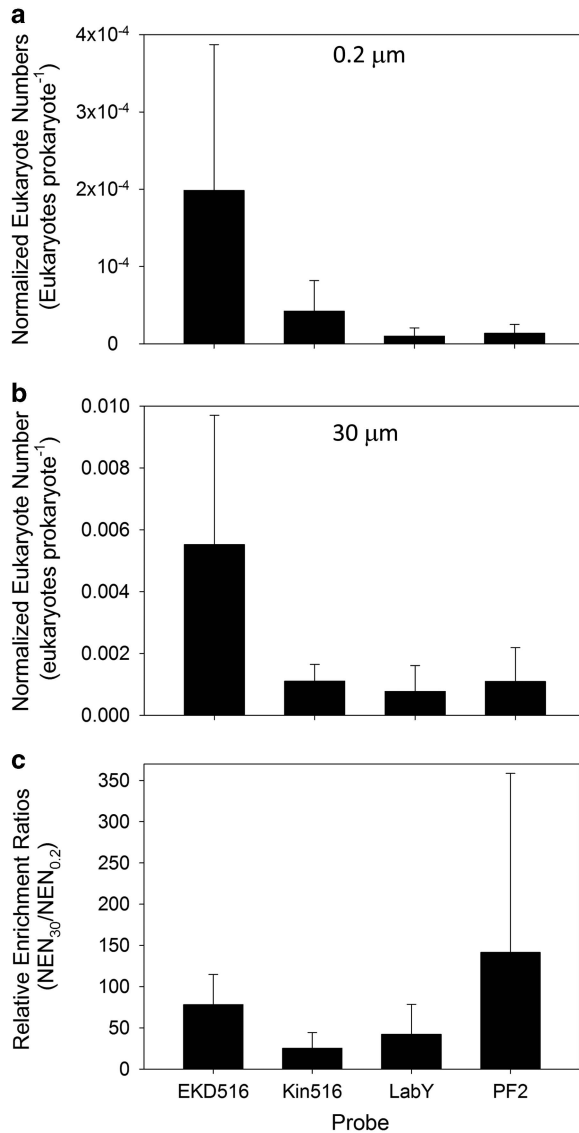 a
0.2 μm
Normalized Eukaryote Numbers
(Eukaryotes prokaryote⁻¹)
4x10⁻⁴
3x10⁻⁴
2x10⁻⁴
10⁻⁴
0
b
30 μm
Normalized Eukaryote Number
(eukaryotes prokaryote⁻¹)
0.010
0.008
0.006
0.004
0.002
0.000
c
Relative Enrichment Ratios
(NEN₃₀/NEN₀.₂)
350
300
250
200
150
100
50
0
EKD516 Kin516 LabY PF2
Probe